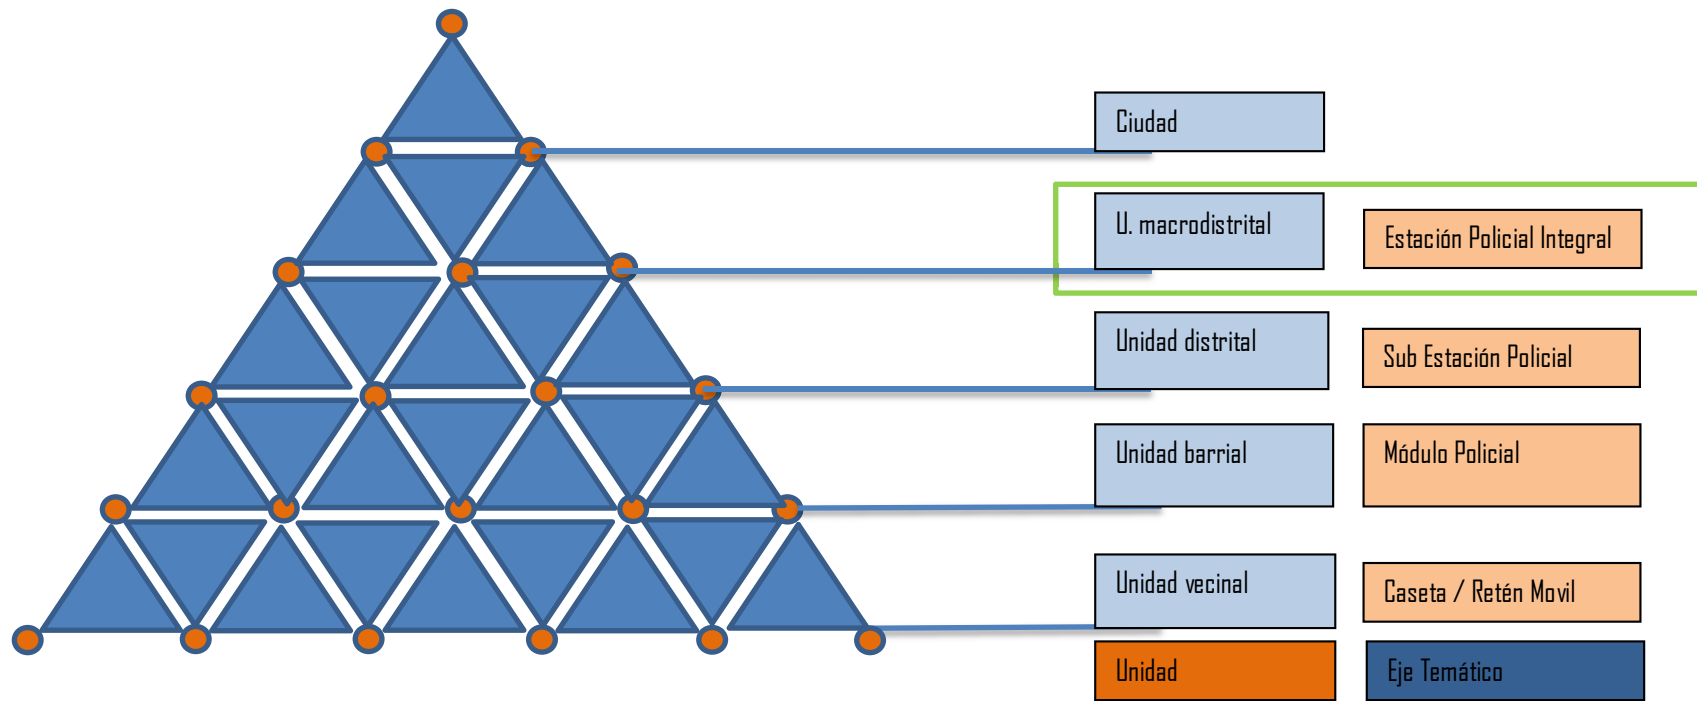 Ciudad
U. macrodistrital
Estación Policial Integral
Unidad distrital
Sub Estación Policial
Unidad barrial
Módulo Policial
Unidad vecinal
Caseta / Retén Movil
Unidad
Eje Temático